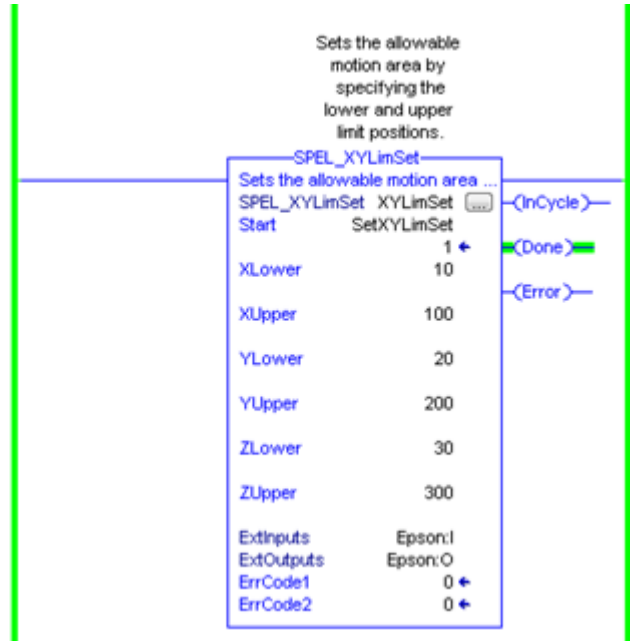 Sets the allowable
motion area by
specifying the
lower and upper
limit positions.
SPEL_XYLimSet
Sets the allowable motion area ...
SPEL_XYLimSet XYLimSet ... (InCycle)
Start SetXYLimSet
1 (Done)
XLower 10
(Error)
XUpper 100
YLower 20
YUpper 200
ZLower 30
ZUpper 300
ExtInputs Epson:I
ExtOutputs Epson:O
ErrCode1 0
ErrCode2 0